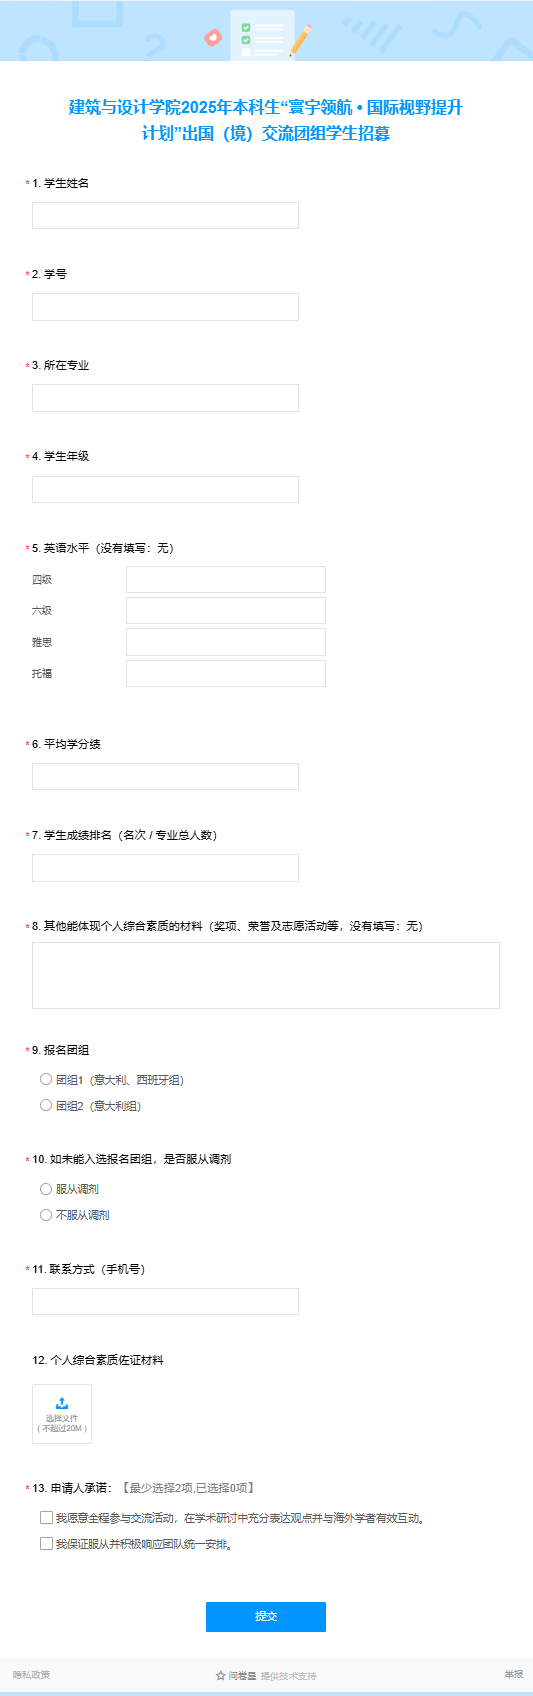 建筑与设计学院2025年本科生“寰宇领航 • 国际视野提升
计划”出国（境）交流团组学生招募
* 1. 学生姓名
* 2. 学号
* 3. 所在专业
* 4. 学生年级
* 5. 英语水平（没有填写：无）
四级
六级
雅思
托福
* 6. 平均学分绩
* 7. 学生成绩排名（名次 / 专业总人数）
* 8. 其他能体现个人综合素质的材料（奖项、荣誉及志愿活动等，没有填写：无）
* 9. 报名团组
团组1（意大利、西班牙组）
团组2（意大利组）
* 10. 如未能入选报名团组，是否服从调剂
服从调剂
不服从调剂
* 11. 联系方式（手机号）
12. 个人综合素质佐证材料
选择文件
（不超过20M）
* 13. 申请人承诺： 【最少选择2项,已选择0项】
我愿意全程参与交流活动，在学术研讨中充分表达观点并与海外学者有效互动。
我保证服从并积极响应团队统一安排。
提交
隐私政策 问卷星 提供技术支持 举报